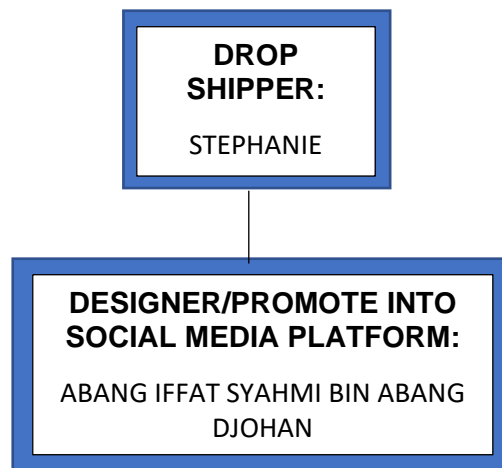 DROP
SHIPPER:
STEPHANIE
DESIGNER/PROMOTE INTO
SOCIAL MEDIA PLATFORM:
ABANG IFFAT SYAHMI BIN ABANG
DJOHAN